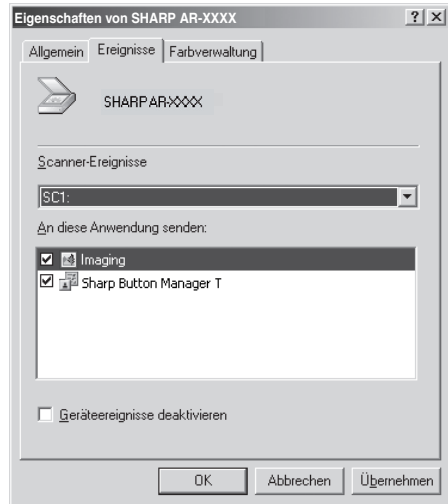 Eigenschaften von SHARP AR-XXXX
Allgemein Ereignisse Farbverwaltung
SHARP AR-XXXX
Scanner-Ereignisse
SC1:
An diese Anwendung senden:
Imaging
Sharp Button Manager T
Geräteereignisse deaktivieren
OK Abbrechen Übernehmen